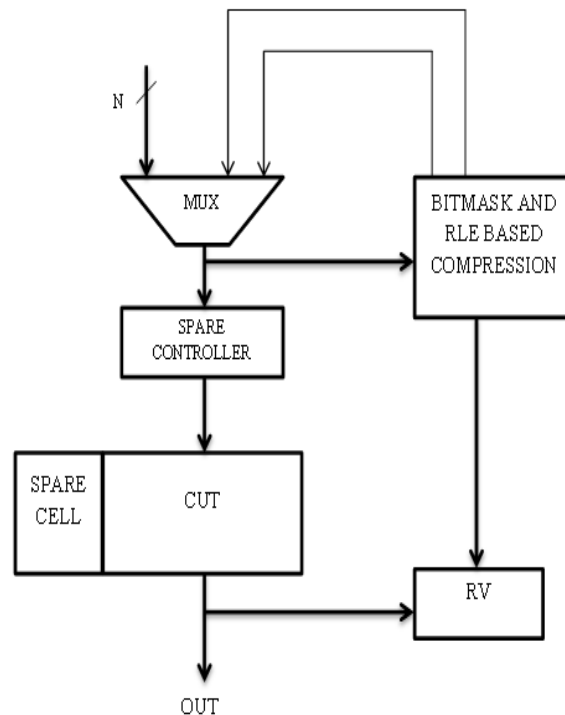 N
MUX
BITMASK AND
RLE BASED
COMPRESSION
SPARE
CONTROLLER
SPARE
CELL
CUT
RV
OUT